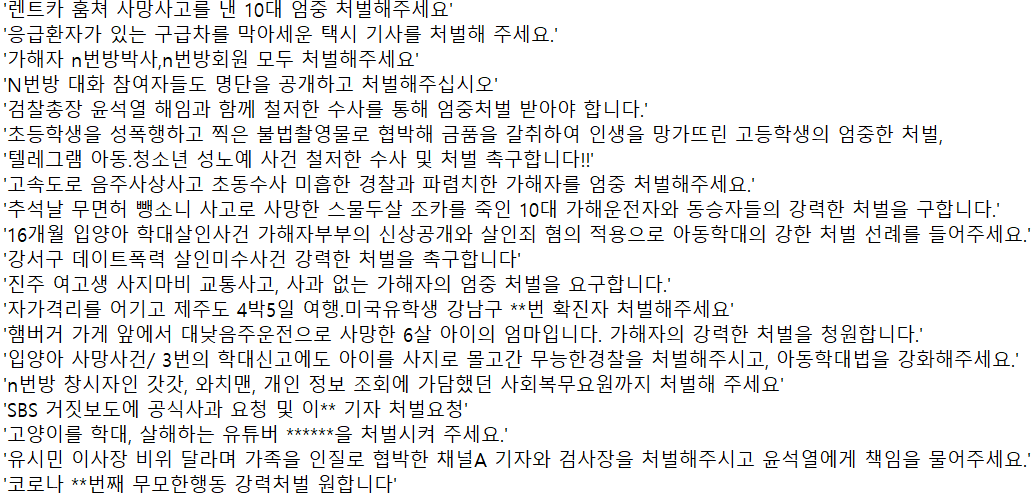 '렌트카 훔쳐 사망사고를 낸 10대 엄중 처벌해주세요'
'응급환자가 있는 구급차를 막아세운 택시 기사를 처벌해 주세요.'
'가해자 n번방박사,n번방회원 모두 처벌해주세요'
'N번방 대화 참여자들도 명단을 공개하고 처벌해주십시오'
'검찰총장 윤석열 해임과 함께 철저한 수사를 통해 엄중처벌 받아야 합니다.'
'초등학생을 성폭행하고 찍은 불법촬영물로 협박해 금품을 갈취하여 인생을 망가뜨린 고등학생의 엄중한 처벌,
'텔레그램 아동.청소년 성노예 사건 철저한 수사 및 처벌 촉구합니다!!'
'고속도로 음주사상사고 초동수사 미흡한 경찰과 파렴치한 가해자를 엄중 처벌해주세요.'
'추석날 무면허 뺑소니 사고로 사망한 스물두살 조카를 죽인 10대 가해운전자와 동승자들의 강력한 처벌을 구합니다.'
'16개월 입양아 학대살인사건 가해자부부의 신상공개와 살인죄 혐의 적용으로 아동학대의 강한 처벌 선례를 들어주세요.'
'강서구 데이트폭력 살인미수사건 강력한 처벌을 촉구합니다'
'진주 여고생 사지마비 교통사고, 사과 없는 가해자의 엄중 처벌을 요구합니다.'
'자가격리를 어기고 제주도 4박5일 여행.미국유학생 강남구 **번 확진자 처벌해주세요'
'햄버거 가게 앞에서 대낮음주운전으로 사망한 6살 아이의 엄마입니다. 가해자의 강력한 처벌을 청원합니다.'
'입양아 사망사건/ 3번의 학대신고에도 아이를 사지로 몰고간 무능한경찰을 처벌해주시고, 아동학대법을 강화해주세요.'
'n번방 창시자인 갓갓, 와치맨, 개인 정보 조회에 가담했던 사회복무요원까지 처벌해 주세요'
'SBS 거짓보도에 공식사과 요청 및 이** 기자 처벌요청'
'고양이를 학대, 살해하는 유튜버 ******을 처벌시켜 주세요.'
'유시민 이사장 비위 달라며 가족을 인질로 협박한 채널A 기자와 검사장을 처벌해주시고 윤석열에게 책임을 물어주세요.'
'코로나 **번째 무모한행동 강력처벌 원합니다'